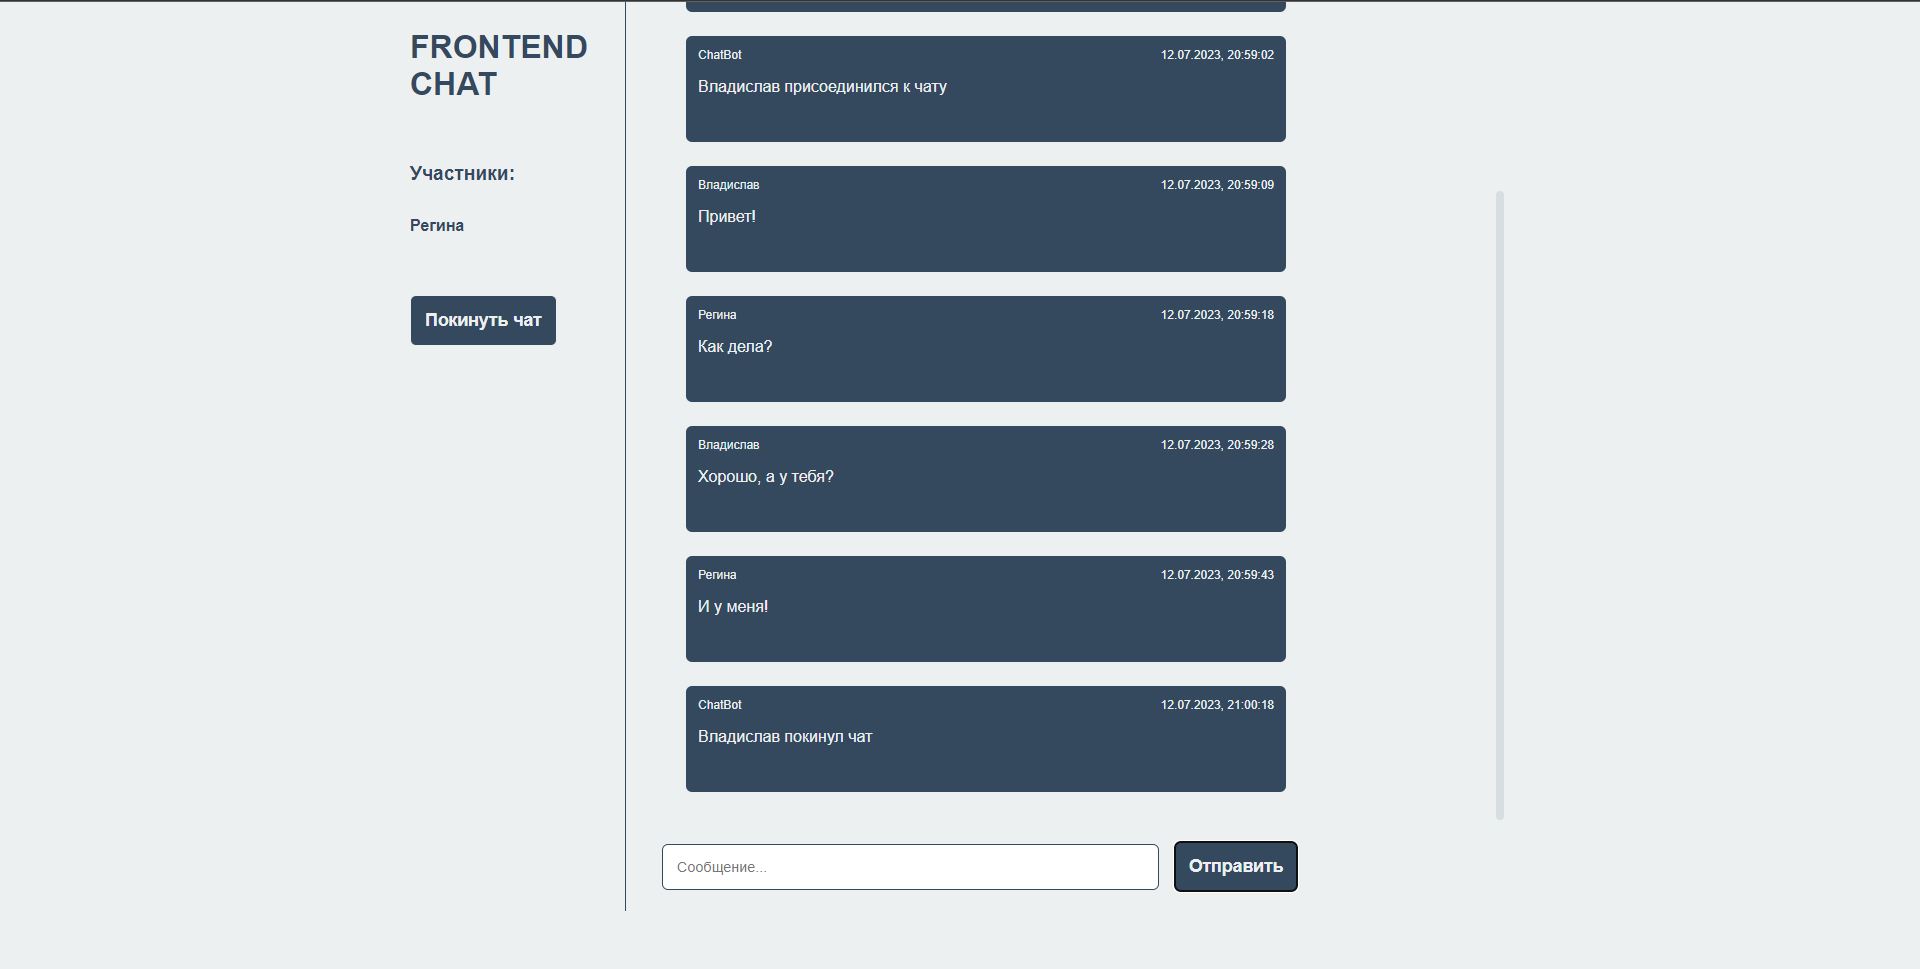 FRONTEND
CHAT
Участники:
Регина
Покинуть чат
ChatBot 12.07.2023, 20:59:02
Владислав присоединился к чату
Владислав 12.07.2023, 20:59:09
Привет!
Регина 12.07.2023, 20:59:18
Как дела?
Владислав 12.07.2023, 20:59:28
Хорошо, а у тебя?
Регина 12.07.2023, 20:59:43
И у меня!
ChatBot 12.07.2023, 21:00:18
Владислав покинул чат
Сообщение...
Отправить